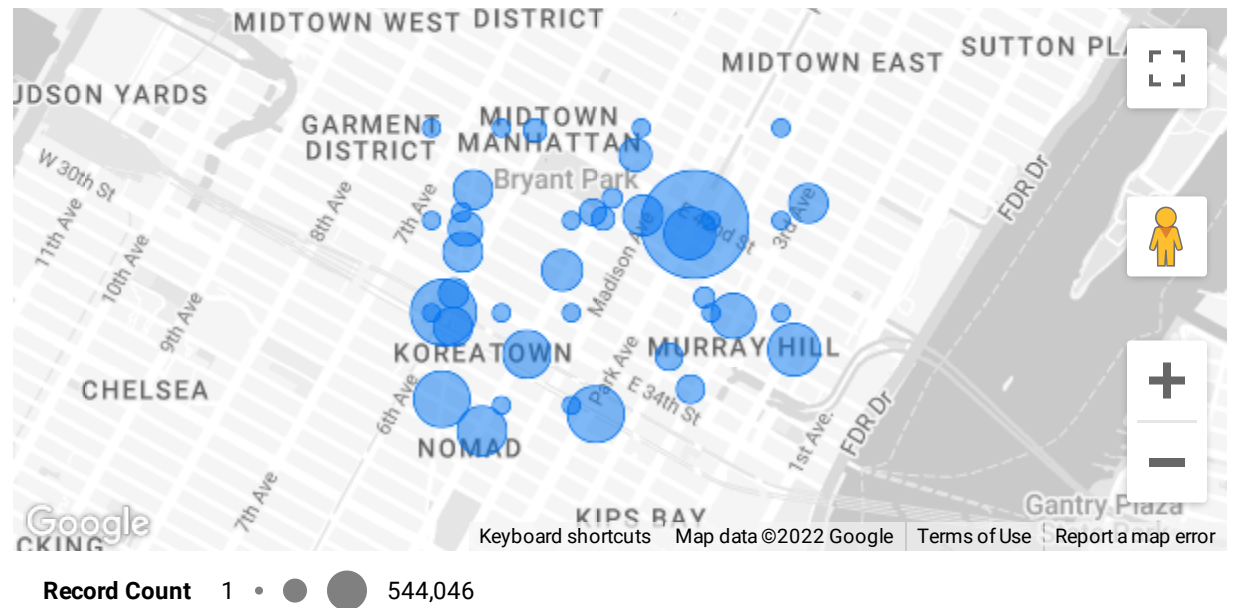 MIDTOWN WEST
DISTRICT
SUTTON PLA
MIDTOWN EAST
UDSON YARDS
GARMENT
DISTRICT
MIDTOWN
MANHATTAN
Bryant Park
W 30th St
11th Ave
10th Ave
9th Ave
8th Ave
7th Ave
Madison Ave
E 42nd St
3rd Ave
FDR Dr
KOREATOWN
MURRAY HILL
CHELSEA
6th Ave
Park Ave
E 34th St
1st Ave.
FDR Dr
NOMAD
7th Ave
KIPS BAY
Gantry Plaza
State Park
Google
CKING
Keyboard shortcuts Map data ©2022 Google Terms of Use Report a map error
Record Count 1 544,046